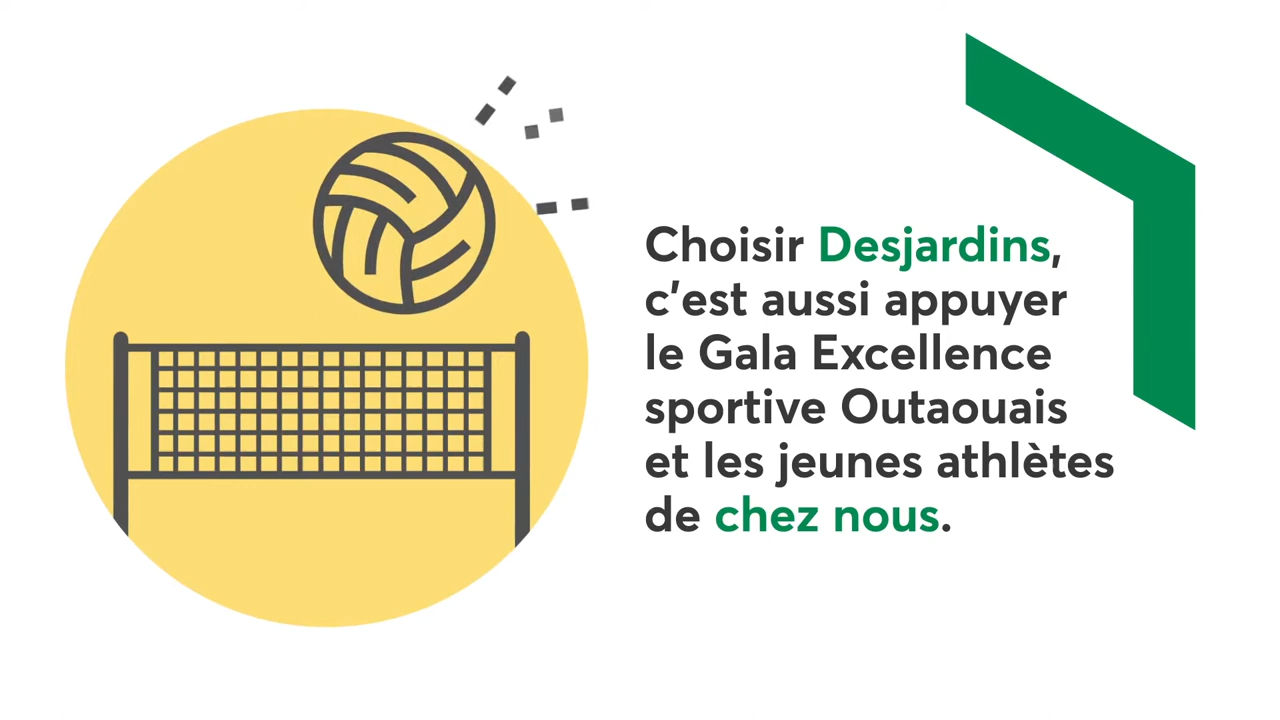 Choisir Desjardins,
c'est aussi appuyer
le Gala Excellence
sportive Outaouais
et les jeunes athlètes
de chez nous.